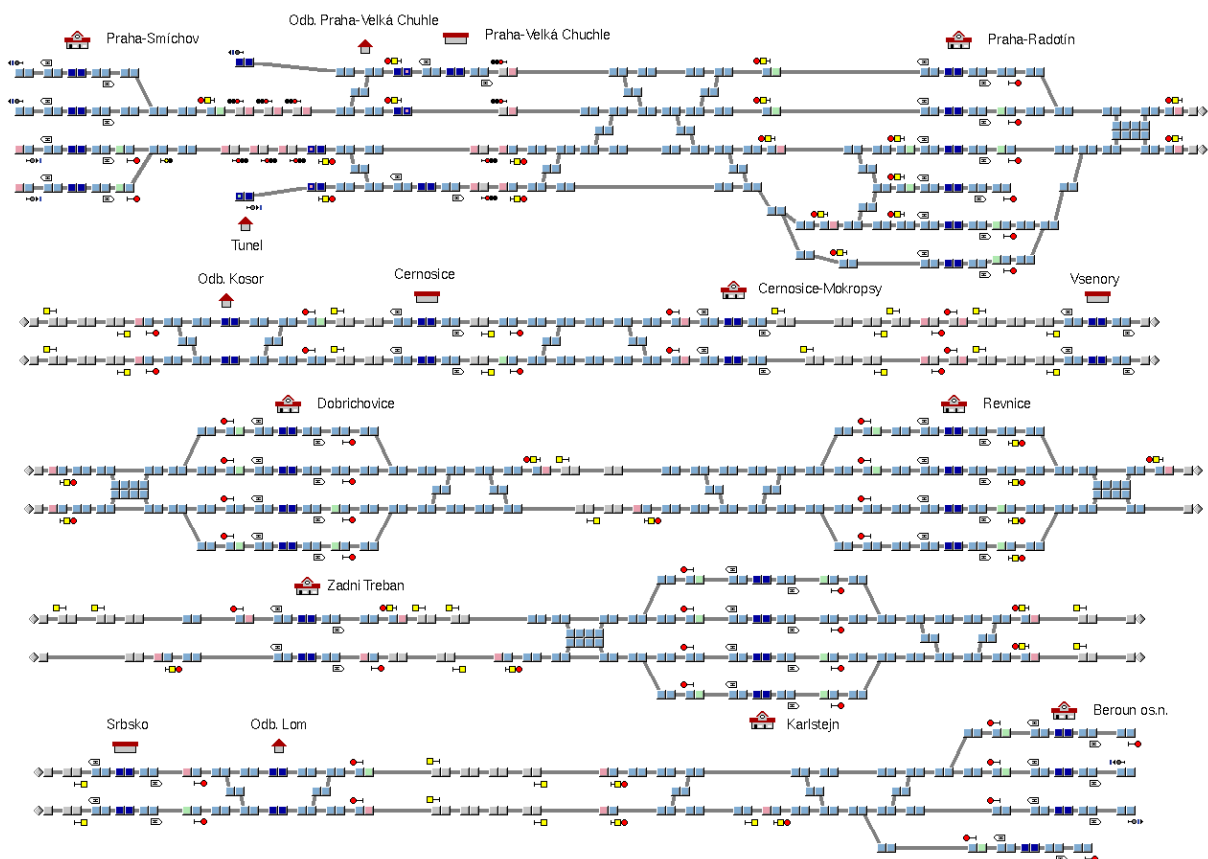 Odb. Praha-Velká Chuhle
Praha-Smíchov
Praha-Velká Chuchle
Praha-Radotín
Tunel
Odb. Kosor
Cernosice
Cernosice-Mokropsy
Vsenory
Dobrichovice
Revnice
Zadni Treban
Srbsko
Odb. Lom
Karlstejn
Beroun os.n.